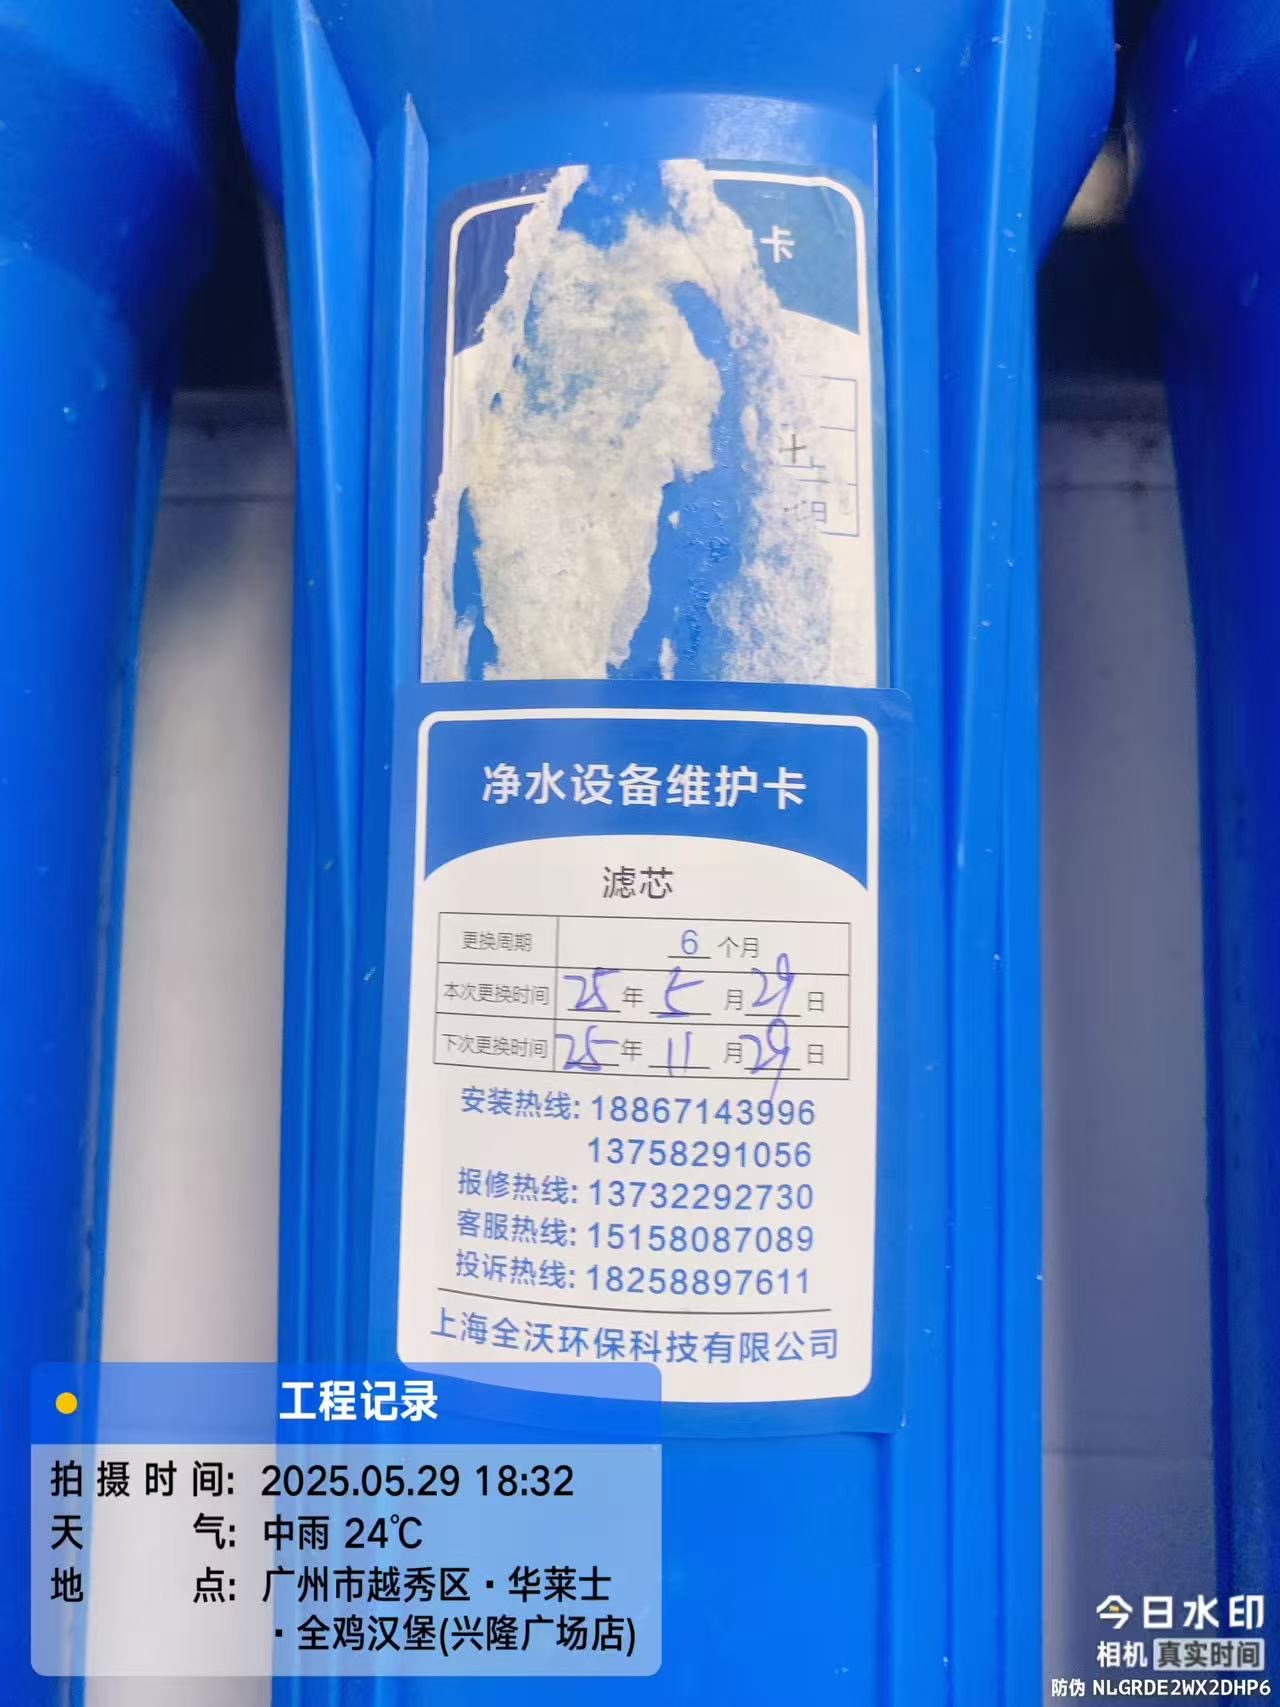 卡
日
净水设备维护卡
滤芯
更换周期 6 个月
本次更换时间 25 年 5 月 29 日
下次更换时间 25 年 11 月 29 日
安装热线: 18867143996
13758291056
报修热线: 13732292730
客服热线: 15158087089
投诉热线: 18258897611
上海全沃环保科技有限公司
工程记录
拍摄时间: 2025.05.29 18:32
天气: 中雨 24℃
地点: 广州市越秀区·华莱士
·全鸡汉堡(兴隆广场店)
今日水印
相机 真实时间
防伪 NLGRDE2WX2DHP6